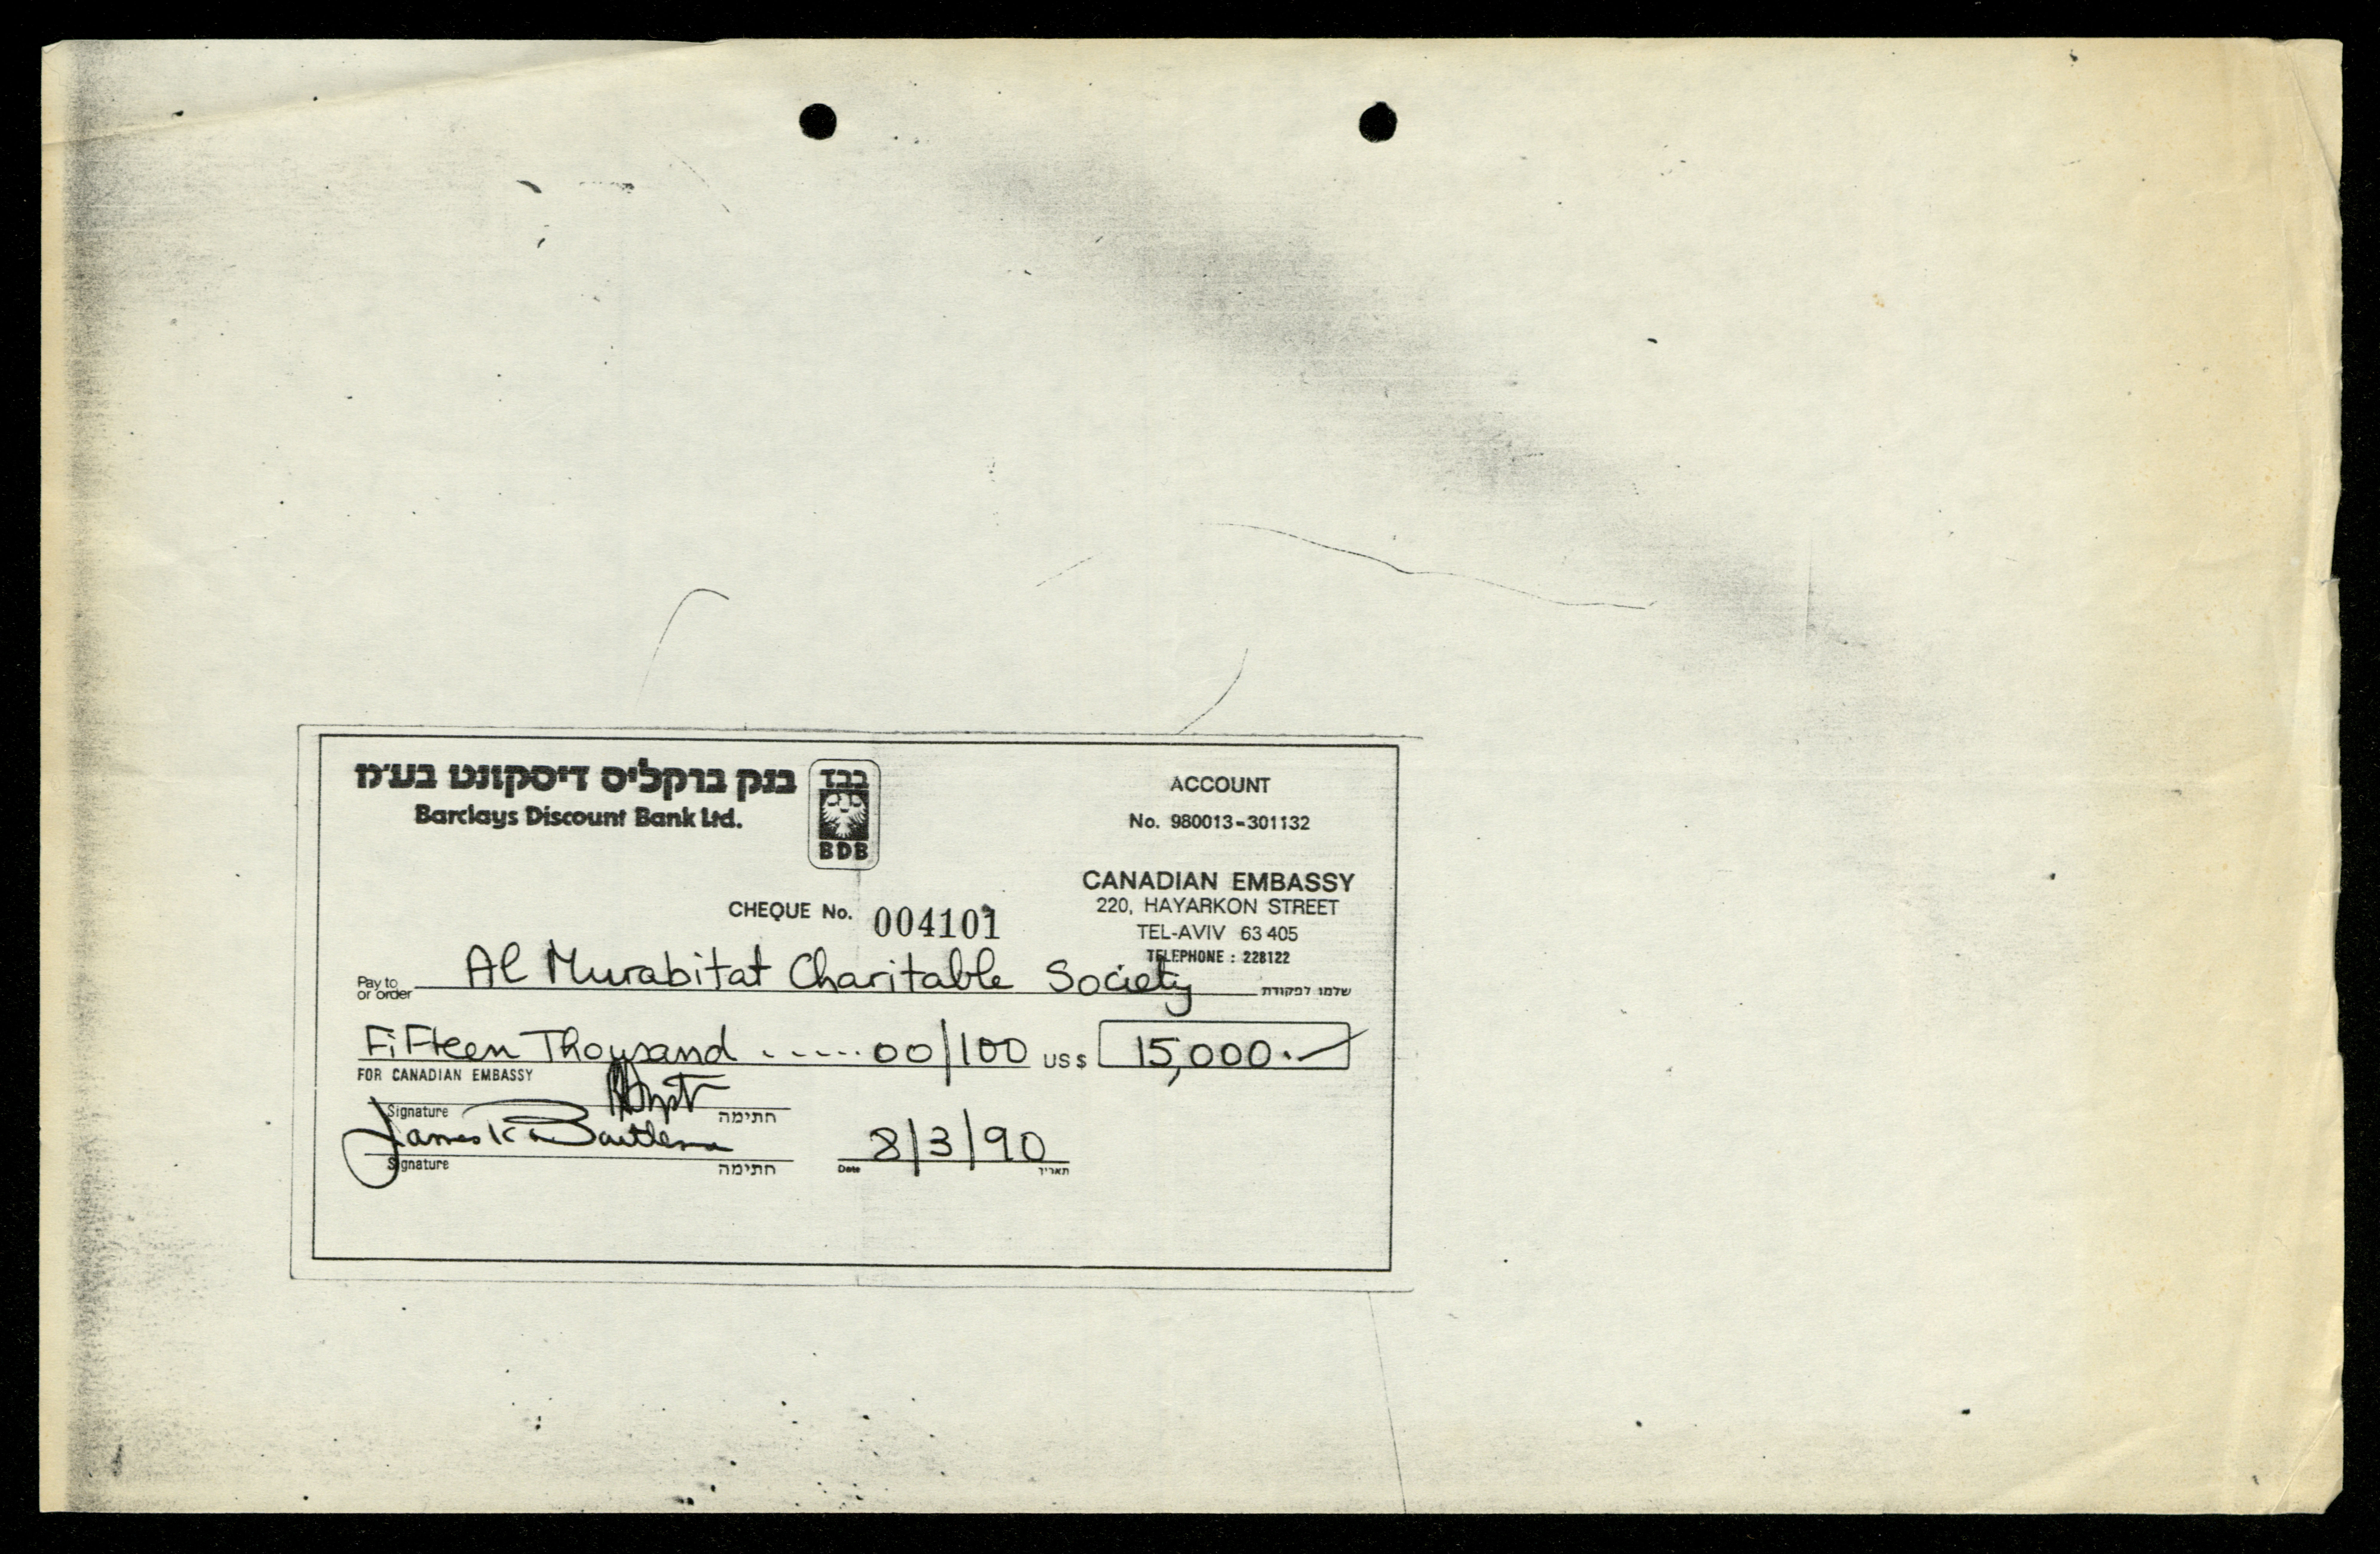 בנק ברקליס דיסקונט בע״מ
Barclays Discount Bank Ltd.
בבד
BDB
ACCOUNT
No. 980013-301132
CANADIAN EMBASSY
220, HAYARKON STREET
TEL-AVIV 63 405
TELEPHONE : 228122
CHEQUE No. 004101
Pay to or order Al Murabitat Charitable Society שלמו לפקודת
Fifteen Thousand ......00/100 US $ 15,000.-
FOR CANADIAN EMBASSY
Signature חתימה
James K. Bartleman
Signature חתימה
Date 8/3/90 תאריך